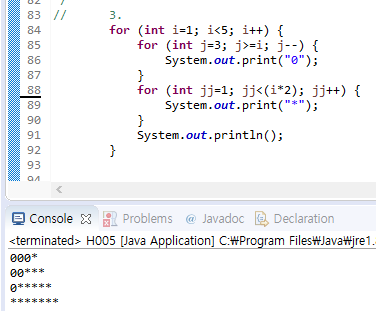 82
83 // 3.
84 for (int i=1; i<5; i++) {
85 for (int j=3; j>=i; j--) {
86 System.out.print("0");
87 }
88 for (int jj=1; jj<(i*2); jj++) {
89 System.out.print("*");
90 }
91 System.out.println();
92 }
93
94
Console Problems @ Javadoc Declaration
<terminated> H005 [Java Application] C:₩Program Files₩Java₩jre1.
000*
00***
0*****
*******